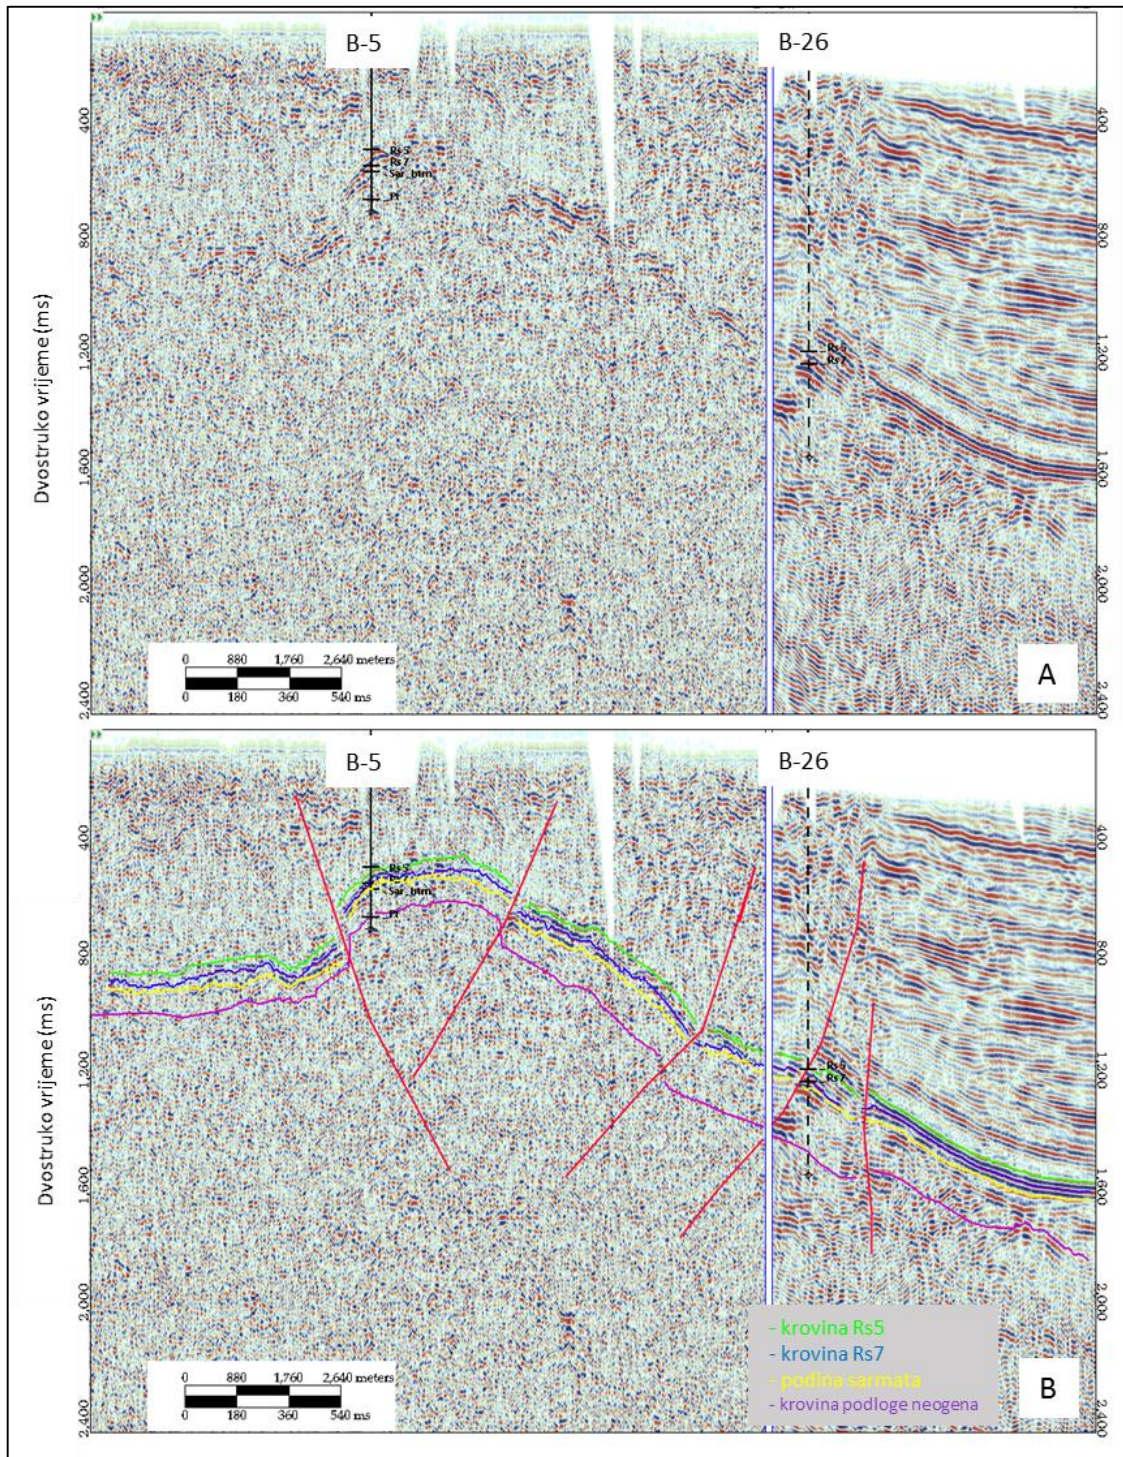 B-5
B-26
400
800
1,200
1,600
2,000
2,400
Dvostruko vrijeme (ms)
Rs5
Rs7
Sar_btm
Pt
Rs5
Rs7
400
800
1,200
1,600
2,000
2,400
0 880 1,760 2,640 meters
0 180 360 540 ms
A
B-5
B-26
400
800
1,200
1,600
2,000
2,400
Dvostruko vrijeme (ms)
Rs5
Sar_btm
Pt
Rs5
Rs7
400
800
1,200
1,600
2,000
2,400
0 880 1,760 2,640 meters
0 180 360 540 ms
- krovina Rs5
- krovina Rs7
- podina sarmata
- krovina podloge neogena
B